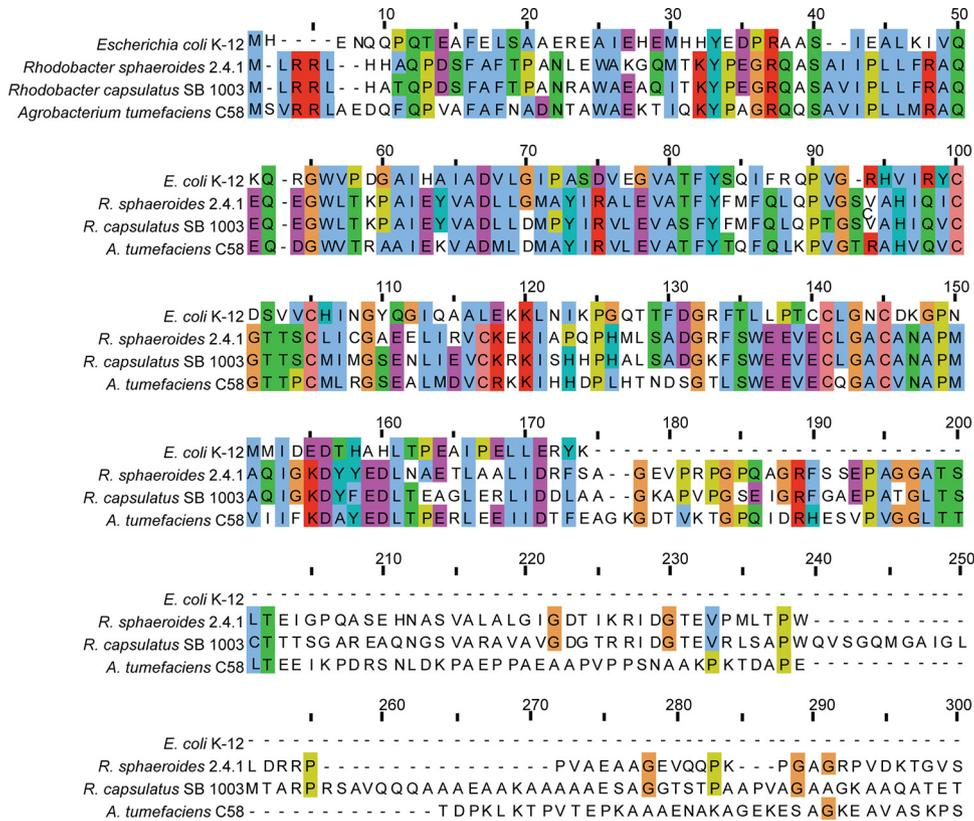 10 20 30 40 50
Escherichia coli K-12 MH----ENQQPQTEAFELSAAEREAIEHEMHHYEDPRAAS--IEALKIVQ
Rhodobacter sphaeroides 2.4.1 M-LRRL--HHAQPDSFAFTPANLEWAKGQMTKYPEGRQASAIIPLLFRAQ
Rhodobacter capsulatus SB 1003 M-LRRL--HATQPDSFAFTPANRAWAEAQITKYPEGRQASAVIPLLMRAQ
Agrobacterium tumefaciens C58 MSVRRLAEDQFQPVAFAFNADNTAWAEKTIQKYPAGRQQSAVIPLLMRAQ
60 70 80 90 100
E. coli K-12 KQ-RGWVPDGAIHAIADVLGIPASDVEGVATFYSQIFRQPVG-RHVIRYC
R. sphaeroides 2.4.1 EQ-EGWLTKPAIEYVADLLGMAYIRALEVATFYFMFQLQPVGSVAHIQIC
R. capsulatus SB 1003 EQ-EGWLTKPAIAYVADLLDMPYIRVLEVASFYFMFQLQPTGSVAHIQVC
A. tumefaciens C58 EQ-DGWVTRAAIEKVADMLDMAYIRVLEVATFYTQFQLKPVGTRAHVQVC
110 120 130 140 150
E. coli K-12 DSVVCHINGYQGIQAALEKKLNIKPGQTTFDGRFTLLPTCCLGNCDKGPN
R. sphaeroides 2.4.1 GTTSCLICGAEELIRVCKEKIAPQPHMLSADGRFSWEEVECLGACANAPM
R. capsulatus SB 1003 GTTSCMIMGSENLIEVCKRKISHHPHALSADGKFSWEEVECLGACANAPM
A. tumefaciens C58 GTTPCMLRGSEALMDVCRKKIHHDPLHTNDSGTLSWEEVECQGACVNAPM
160 170 180 190 200
E. coli K-12 MMIDEDTHAHLTPEAIPELLERYK--------------------------
R. sphaeroides 2.4.1 AQIGKDYYEDLNAETLAALIDRFSA--GEVPRPGPQAGRFSSEPAGGATS
R. capsulatus SB 1003 AQIGKDYFEDLTEAGLERLIDDLAA--GKAPVPGSEIGRFGAEPATGLTS
A. tumefaciens C58 VIIFKDAYEDLTPERLEEIIDTFEAGKGDTVKTGPQIDRHESVPVGGLTT
210 220 230 240 250
E. coli K-12 --------------------------------------------------
R. sphaeroides 2.4.1 LTEIGPQASEHNASVALALGIGDTIKRIDGTEVPMLTPW-----------
R. capsulatus SB 1003 CTTTSGAREAQNGSVARAVAVGDGTRRIDGTEVRLSAPWQVSGQMGAIGL
A. tumefaciens C58 LTEEIKPDRSNLDKPAEPPAEAAPVPPSNAAKPKTDAPE-----------
260 270 280 290 300
E. coli K-12 --------------------------------------------------
R. sphaeroides 2.4.1 LDRRP----------------PVAEAAGEVQQPK---PGAGRPVDKTGVS
R. capsulatus SB 1003 MTARPRSAVQQQAAAEAAKAAAAAESAGGTSTPAAPVAGAAGKAAQATET
A. tumefaciens C58 -------------TDPKLKTPVTEPKAAAENAKAGEKESAGKEAVASKPS